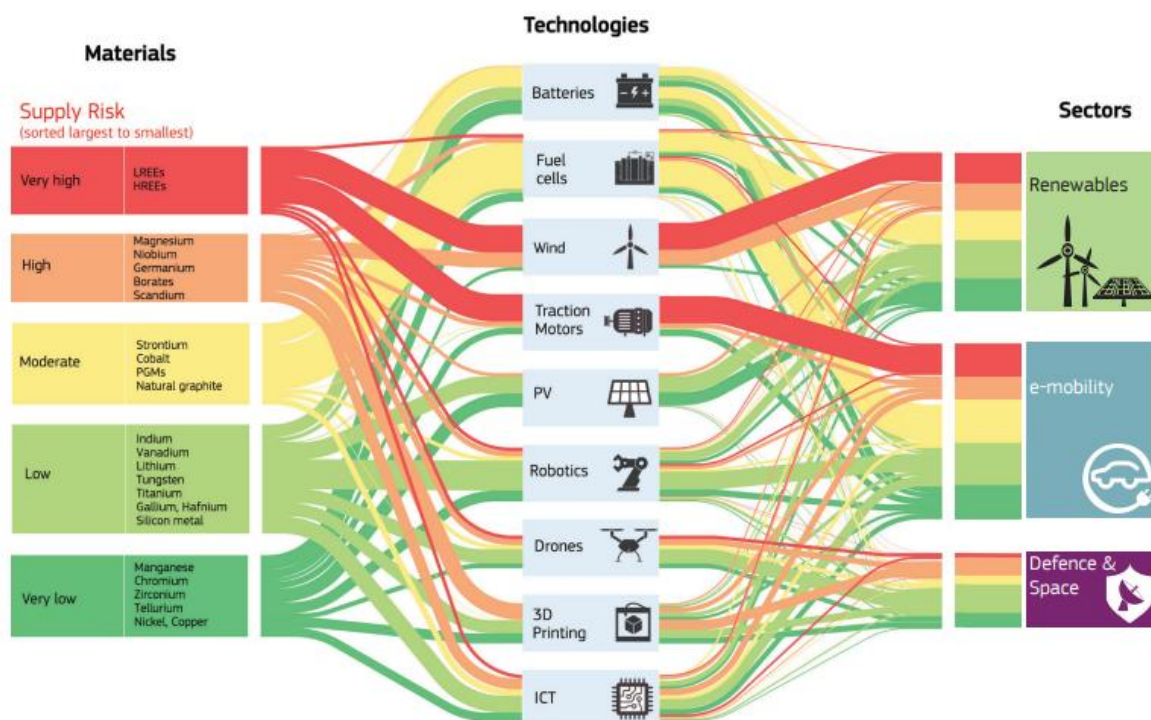 Technologies
Materials
Sectors
Supply Risk
(sorted largest to smallest)
Very high
LREEs
HREEs
High
Magnesium
Niobium
Germanium
Borates
Scandium
Moderate
Strontium
Cobalt
PGMs
Natural graphite
Low
Indium
Vanadium
Lithium
Tungsten
Titanium
Gallium, Hafnium
Silicon metal
Very low
Manganese
Chromium
Zirconium
Tellurium
Nickel, Copper
Batteries
Fuel
cells
Wind
Traction
Motors
PV
Robotics
Drones
3D
Printing
ICT
Renewables
e-mobility
Defence &
Space